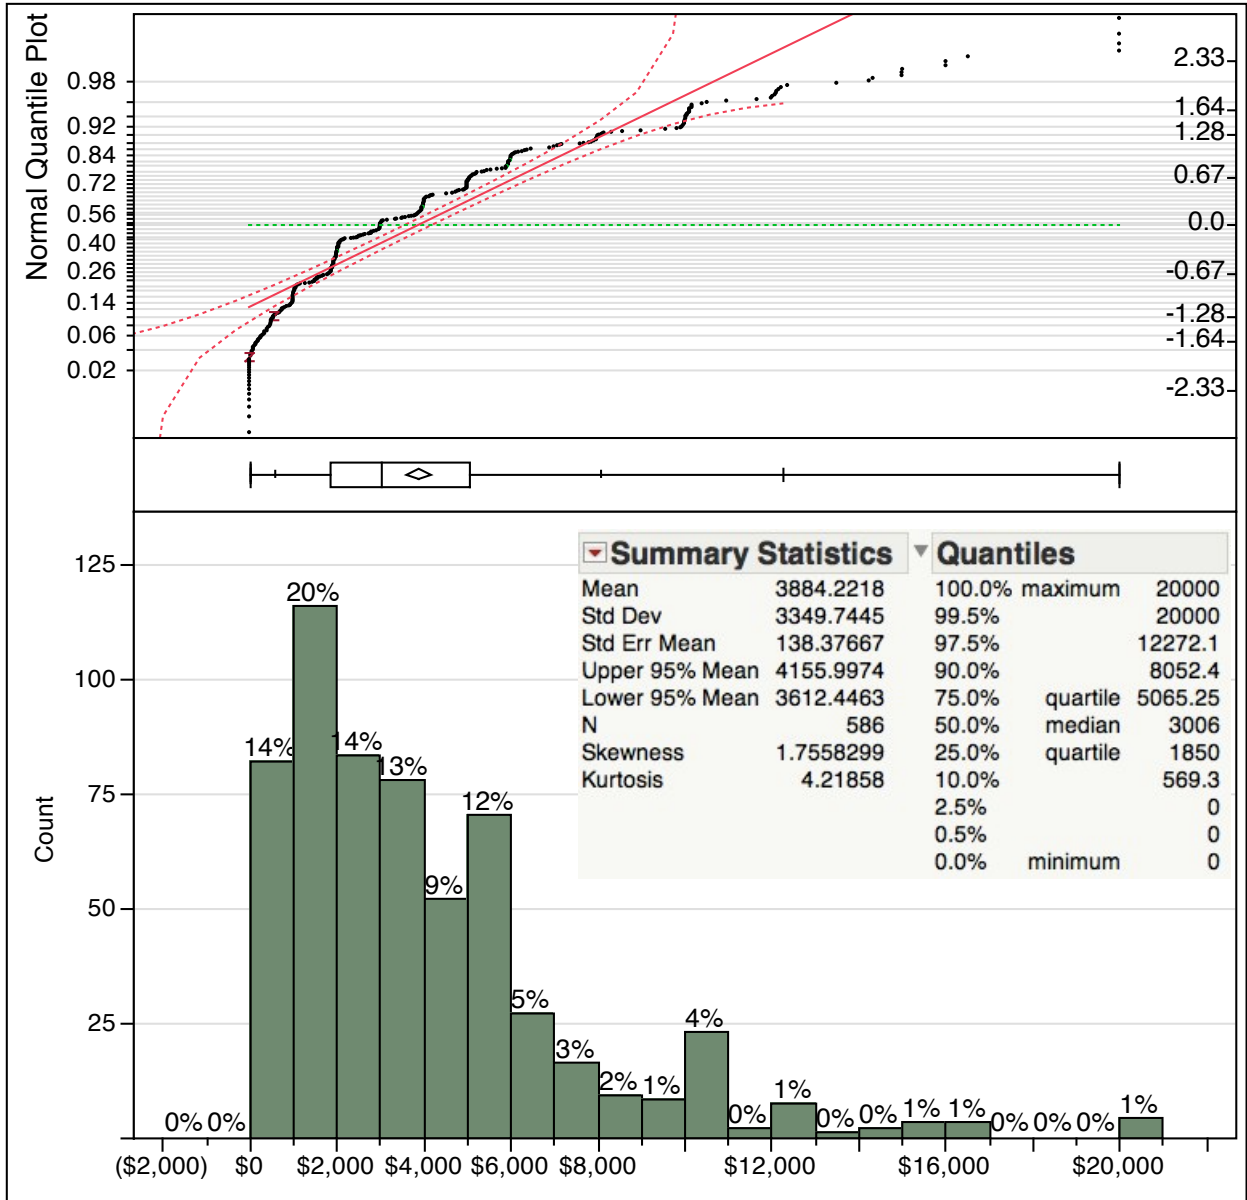 Normal Quantile Plot
0.98
0.92
0.84
0.72
0.56
0.40
0.26
0.14
0.06
0.02
2.33
1.64
1.28
0.67
0.0
-0.67
-1.28
-1.64
-2.33
Summary Statistics
Mean 3884.2218
Std Dev 3349.7445
Std Err Mean 138.37667
Upper 95% Mean 4155.9974
Lower 95% Mean 3612.4463
N 586
Skewness 1.7558299
Kurtosis 4.21858
Quantiles
100.0% maximum 20000
99.5% 20000
97.5% 12272.1
90.0% 8052.4
75.0% quartile 5065.25
50.0% median 3006
25.0% quartile 1850
10.0% 569.3
2.5% 0
0.5% 0
0.0% minimum 0
Count
125
100
75
50
25
0% 0% 14% 20% 14% 13% 9% 12% 5% 3% 2% 1% 4% 0% 1% 0% 0% 1% 1% 0% 0% 0% 1%
($2,000) $0 $2,000 $4,000 $6,000 $8,000 $12,000 $16,000 $20,000